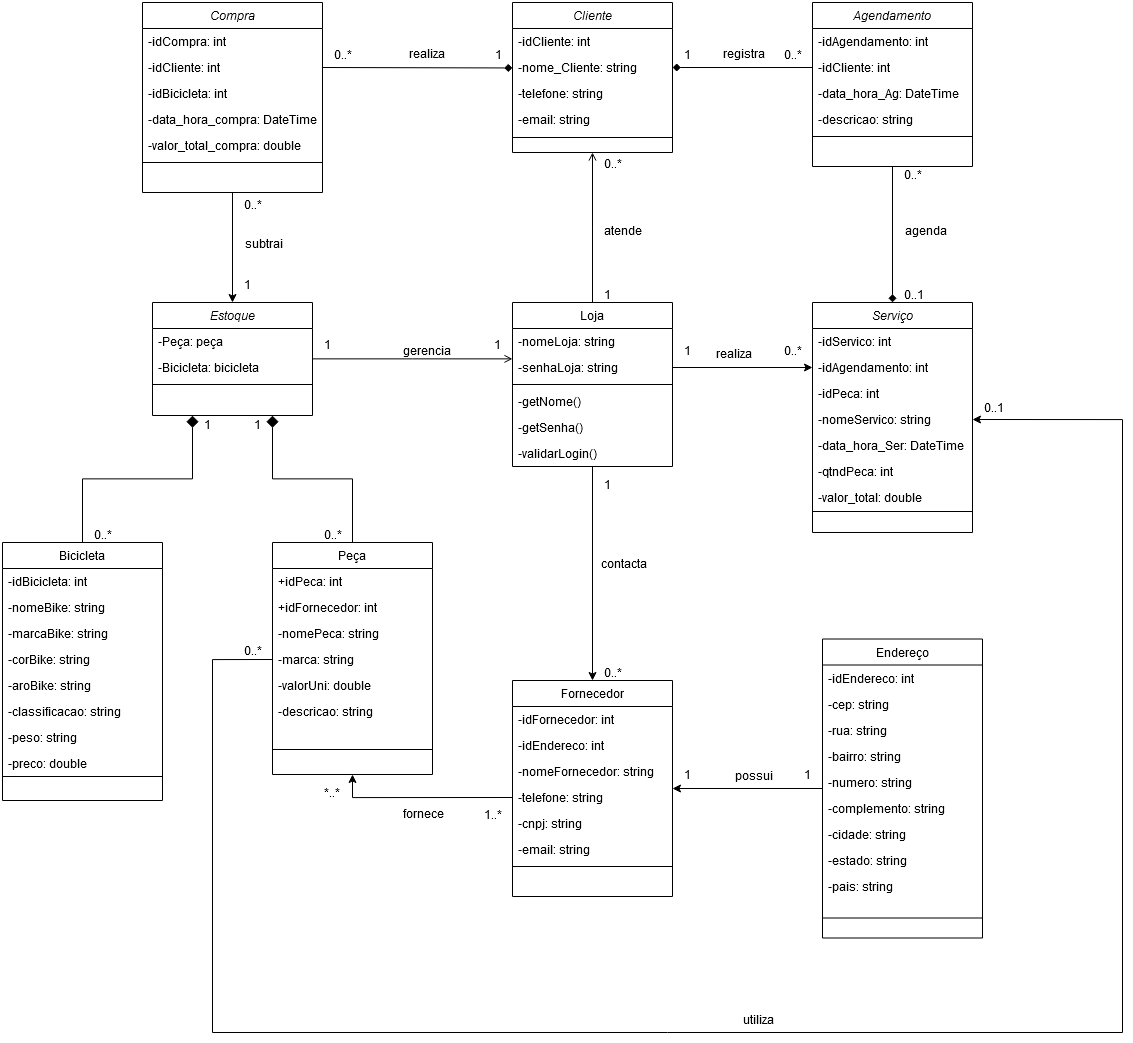 Compra
-idCompra: int
-idCliente: int
-idBicicleta: int
-data_hora_compra: DateTime
-valor_total_compra: double
0..*
realiza
1
Cliente
-idCliente: int
-nome_Cliente: string
-telefone: string
-email: string
1
registra
0..*
Agendamento
-idAgendamento: int
-idCliente: int
-data_hora_Ag: DateTime
-descricao: string
0..*
subtrai
1
0..*
atende
1
0..*
agenda
0..1
Estoque
-Peça: peça
-Bicicleta: bicicleta
1
gerencia
1
Loja
-nomeLoja: string
-senhaLoja: string
-getNome()
-getSenha()
-validarLogin()
1
realiza
0..*
Serviço
-idServico: int
-idAgendamento: int
-idPeca: int
-nomeServico: string
-data_hora_Ser: DateTime
-qtndPeca: int
-valor_total: double
0..1
1
1
0..*
0..*
1
contacta
0..*
Bicicleta
-idBicicleta: int
-nomeBike: string
-marcaBike: string
-corBike: string
-aroBike: string
-classificacao: string
-peso: string
-preco: double
Peça
+idPeca: int
+idFornecedor: int
-nomePeca: string
-marca: string
-valorUni: double
-descricao: string
0..*
*..*
fornece
1..*
Fornecedor
-idFornecedor: int
-idEndereco: int
-nomeFornecedor: string
-telefone: string
-cnpj: string
-email: string
1
possui
1
Endereço
-idEndereco: int
-cep: string
-rua: string
-bairro: string
-numero: string
-complemento: string
-cidade: string
-estado: string
-pais: string
utiliza